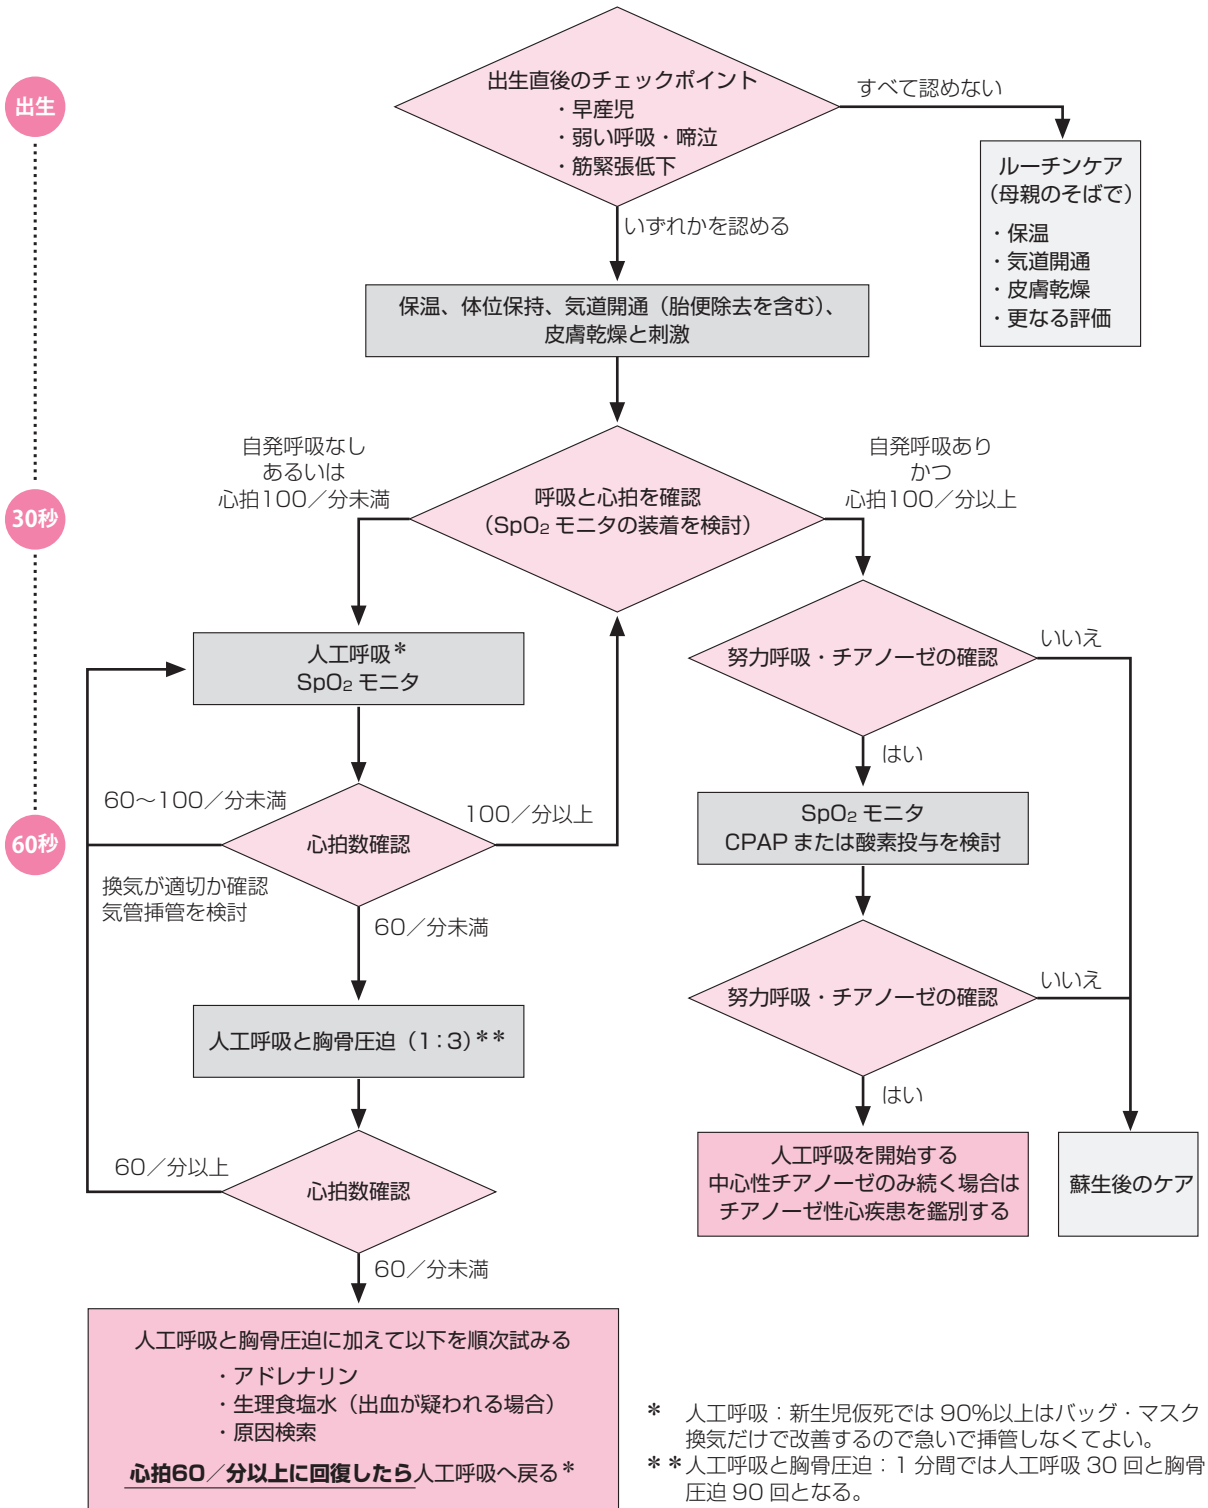 出生
出生直後のチェックポイント
・早産児
・弱い呼吸・啼泣
・筋緊張低下
すべて認めない
ルーチンケア
(母親のそばで)
・保温
・気道開通
・皮膚乾燥
・更なる評価
いずれかを認める
保温、体位保持、気道開通（胎便除去を含む）、
皮膚乾燥と刺激
30秒
自発呼吸なし
あるいは
心拍100／分未満
呼吸と心拍を確認
（SpO₂ モニタの装着を検討）
自発呼吸あり
かつ
心拍100／分以上
人工呼吸＊
SpO₂ モニタ
努力呼吸・チアノーゼの確認
いいえ
はい
60秒
60〜100／分未満
心拍数確認
100／分以上
換気が適切か確認
気管挿管を検討
60／分未満
SpO₂ モニタ
CPAP または酸素投与を検討
努力呼吸・チアノーゼの確認
いいえ
はい
人工呼吸と胸骨圧迫（1：3）＊＊
60／分以上
心拍数確認
60／分未満
人工呼吸を開始する
中心性チアノーゼのみ続く場合は
チアノーゼ性心疾患を鑑別する
蘇生後のケア
人工呼吸と胸骨圧迫に加えて以下を順次試みる
・アドレナリン
・生理食塩水（出血が疑われる場合）
・原因検索
心拍60／分以上に回復したら人工呼吸へ戻る＊
＊ 人工呼吸：新生児仮死では 90%以上はバッグ・マスク
換気だけで改善するので急いで挿管しなくてよい。
＊＊人工呼吸と胸骨圧迫：1 分間では人工呼吸 30 回と胸骨
圧迫 90 回となる。